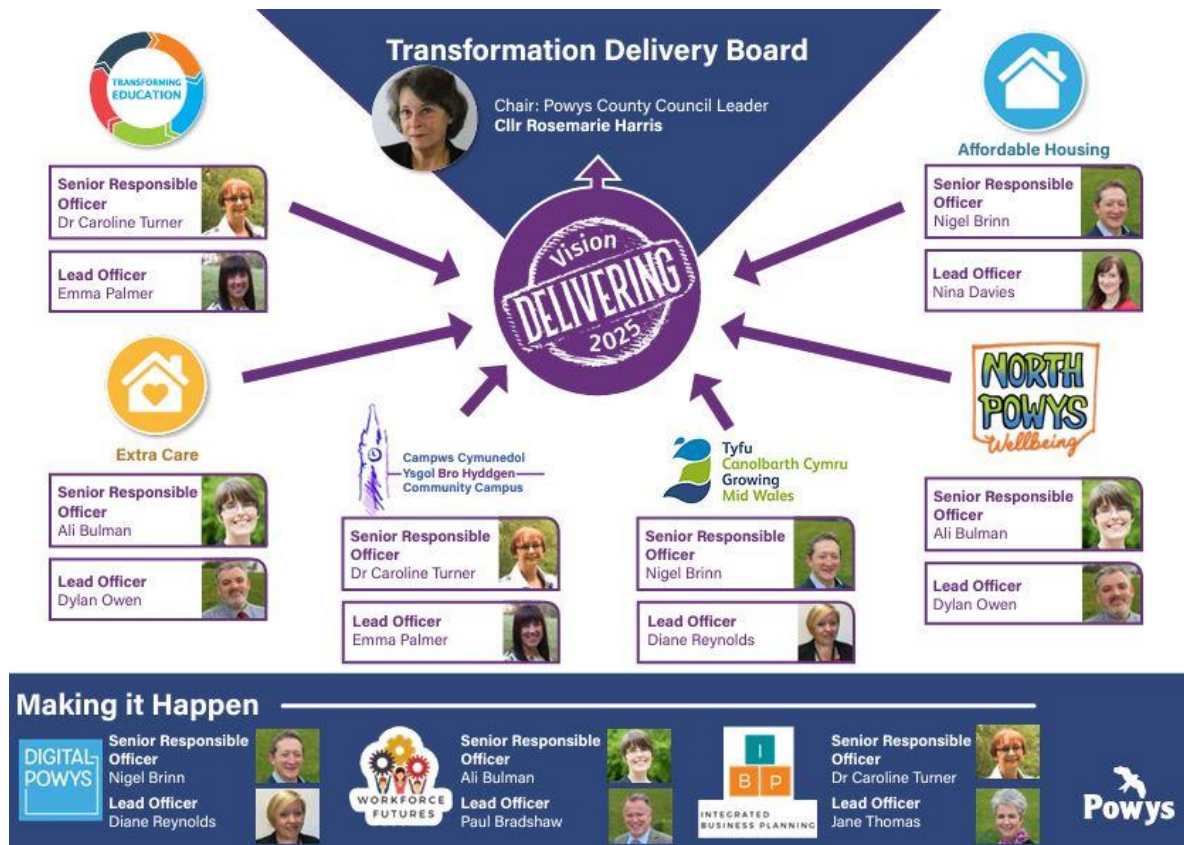 Transformation Delivery Board
Chair: Powys County Council Leader
Cllr Rosemarie Harris
TRANSFORMING
EDUCATION
Senior Responsible
Officer
Dr Caroline Turner
Lead Officer
Emma Palmer
Affordable Housing
Senior Responsible
Officer
Nigel Brinn
Lead Officer
Nina Davies
Vision
DELIVERING
2025
Extra Care
Senior Responsible
Officer
Ali Bulman
Lead Officer
Dylan Owen
Campws Cymunedol
Ysgol Bro Hyddgen
Community Campus
Senior Responsible
Officer
Dr Caroline Turner
Lead Officer
Emma Palmer
Tyfu
Canolbarth Cymru
Growing
Mid Wales
Senior Responsible
Officer
Nigel Brinn
Lead Officer
Diane Reynolds
NORTH
POWYS
Wellbeing
Senior Responsible
Officer
Ali Bulman
Lead Officer
Dylan Owen
Making it Happen
DIGITAL
POWYS
Senior Responsible
Officer
Nigel Brinn
Lead Officer
Diane Reynolds
WORKFORCE
FUTURES
Senior Responsible
Officer
Ali Bulman
Lead Officer
Paul Bradshaw
I
B P
INTEGRATED
BUSINESS PLANNING
Senior Responsible
Officer
Dr Caroline Turner
Lead Officer
Jane Thomas
Powys